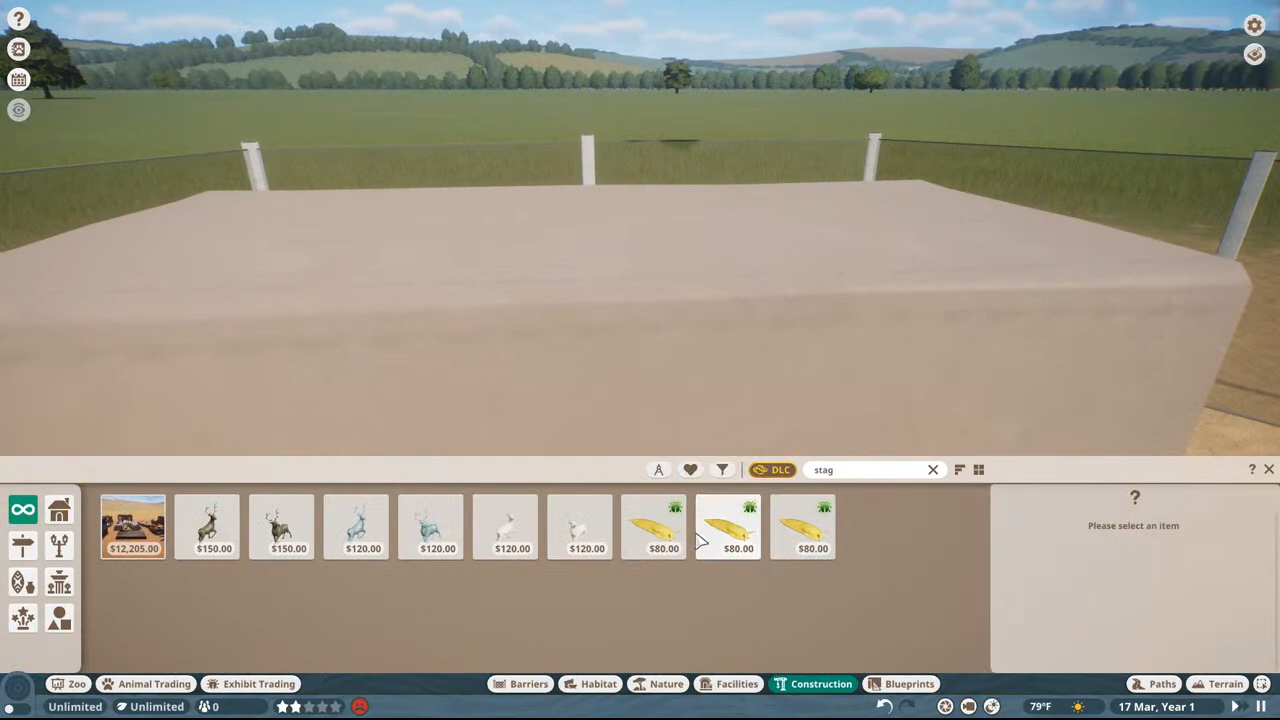 ?
DLC
stag
?
$12,205.00
$150.00
$150.00
$120.00
$120.00
$120.00
$120.00
$80.00
$80.00
$80.00
?
Please select an item
Zoo
Animal Trading
Exhibit Trading
Barriers
Habitat
Nature
Facilities
Construction
Blueprints
Paths
Terrain
Unlimited
Unlimited
0
79°F
17 Mar, Year 1